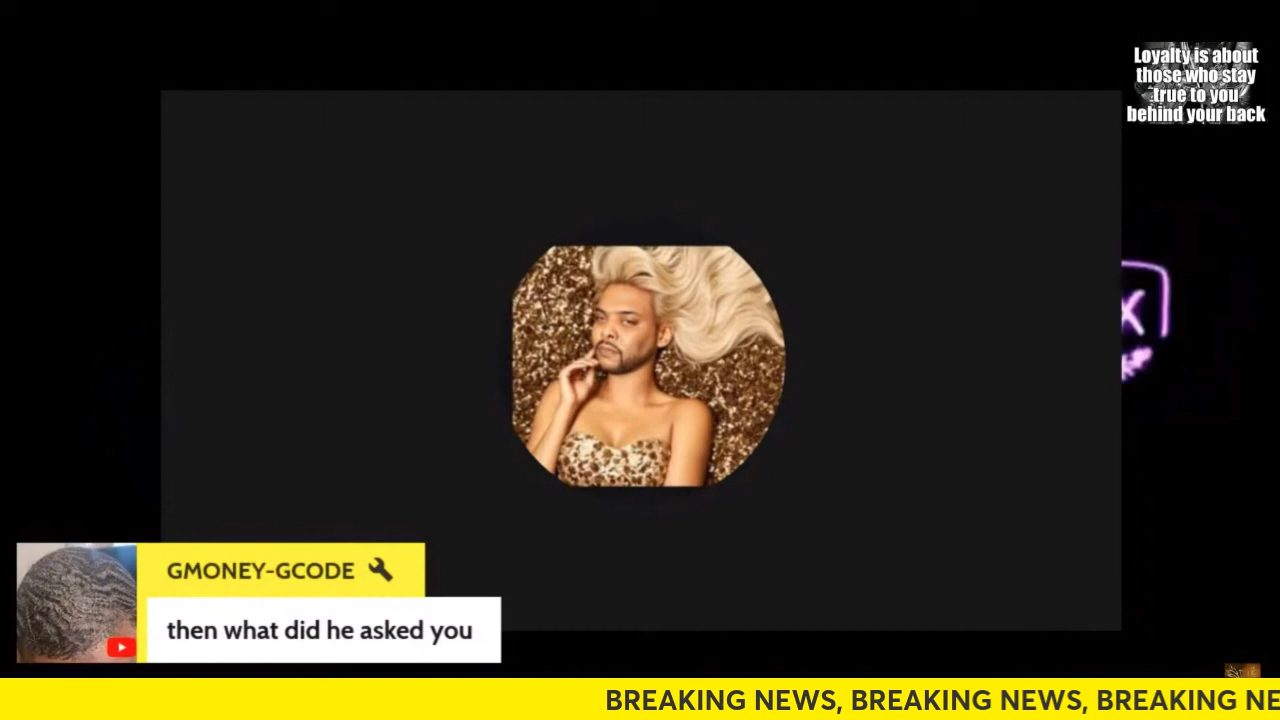 Loyalty is about
those who stay
true to you
behind your back
X
GMONEY-GCODE
then what did he asked you
BREAKING NEWS, BREAKING NEWS, BREAKING NE